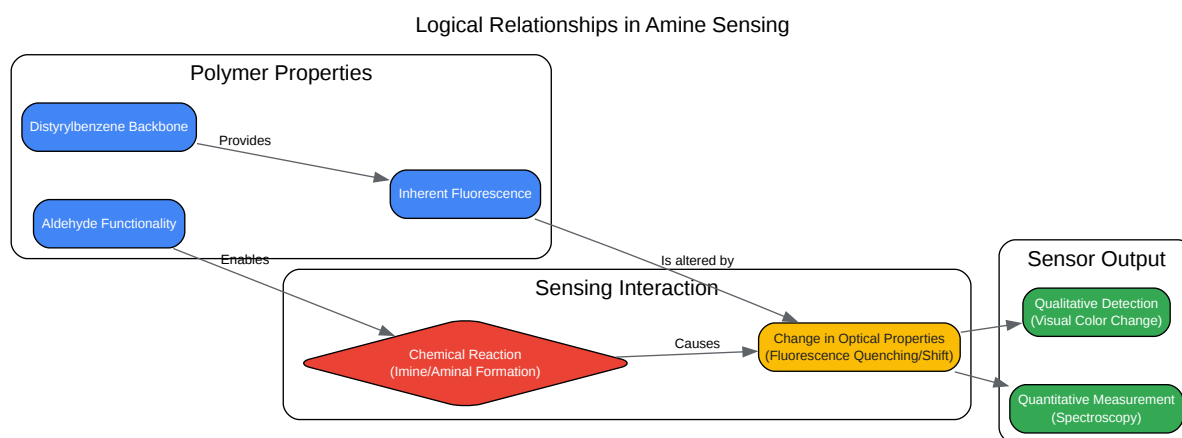 Logical Relationships in Amine Sensing
Polymer Properties
Distyrylbenzene Backbone
Provides
Inherent Fluorescence
Aldehyde Functionality
Enables
Is altered by
Sensing Interaction
Chemical Reaction
(Imine/Aminal Formation)
Causes
Change in Optical Properties
(Fluorescence Quenching/Shift)
Sensor Output
Qualitative Detection
(Visual Color Change)
Quantitative Measurement
(Spectroscopy)